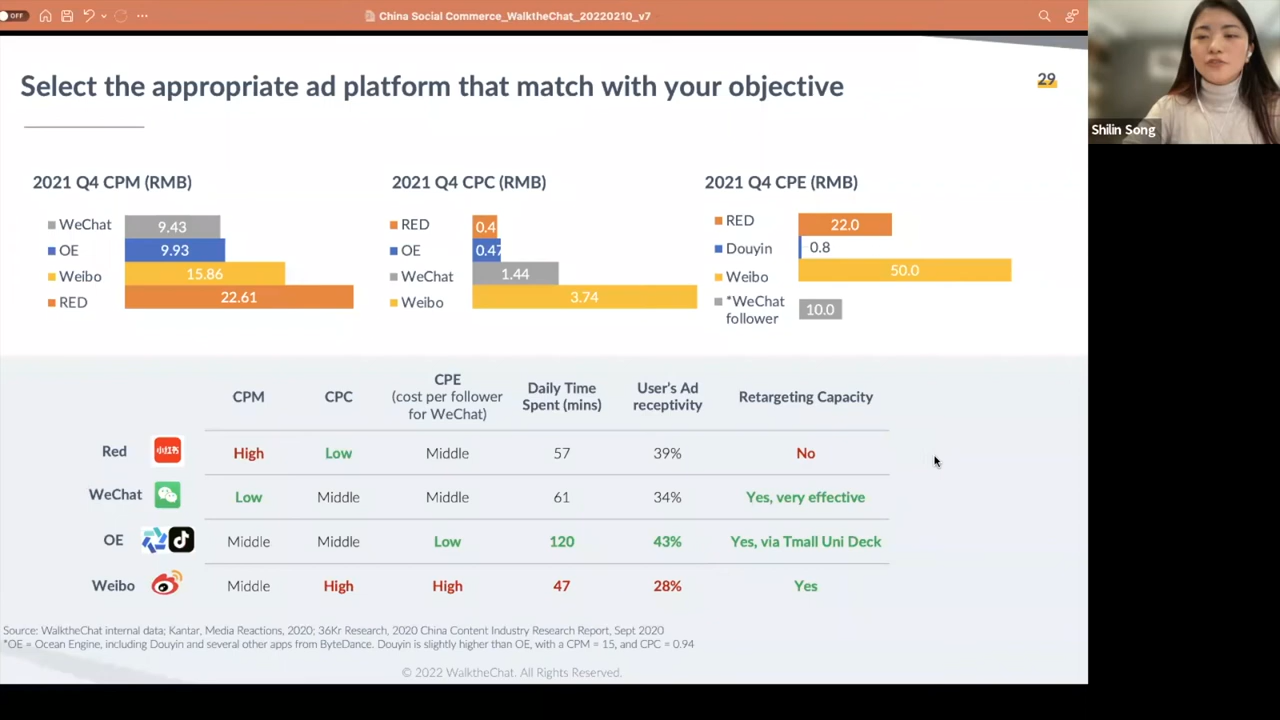 OFF
China Social Commerce_WalktheChat_20220210_v7
Select the appropriate ad platform that match with your objective
29
Shilin Song
2021 Q4 CPM (RMB)
WeChat 9.43
OE 9.93
Weibo 15.86
RED 22.61
2021 Q4 CPC (RMB)
RED 0.4
OE 0.47
WeChat 1.44
Weibo 3.74
2021 Q4 CPE (RMB)
RED 22.0
Douyin 0.8
Weibo 50.0
*WeChat
follower 10.0
CPM CPC CPE
(cost per follower
for WeChat)
Daily Time
Spent (mins)
User's Ad
receptivity
Retargeting Capacity
Red 小红书 High Low Middle 57 39% No
WeChat Low Middle Middle 61 34% Yes, very effective
OE Middle Middle Low 120 43% Yes, via Tmall Uni Deck
Weibo Middle High High 47 28% Yes
Source: WalktheChat internal data; Kantar, Media Reactions, 2020; 36Kr Research, 2020 China Content Industry Research Report, Sept 2020
*OE = Ocean Engine, including Douyin and several other apps from ByteDance. Douyin is slightly higher than OE, with a CPM = 15, and CPC = 0.94
© 2022 WalktheChat. All Rights Reserved.